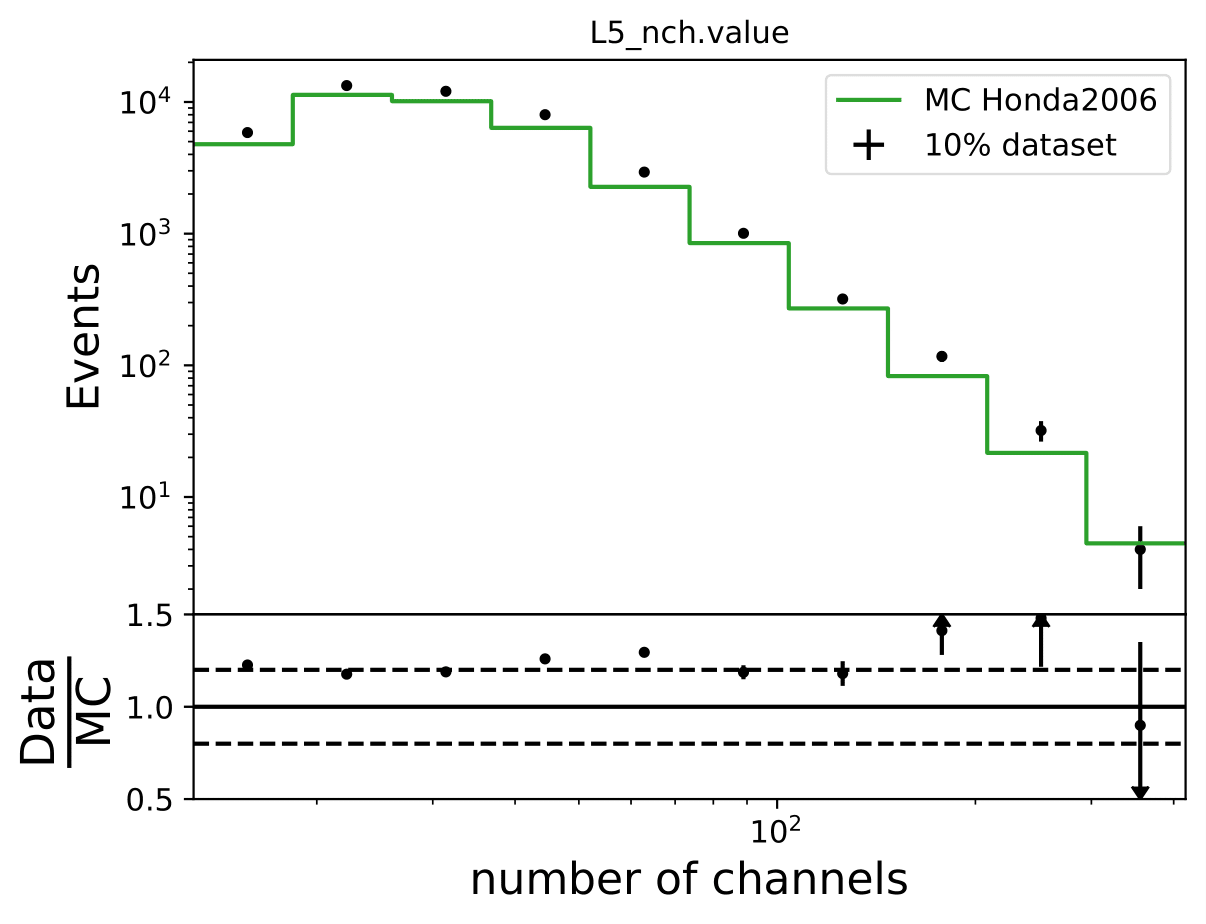 L5_nch.value
MC Honda2006
10% dataset
Events
10⁴
10³
10²
10¹
Data
MC
1.5
1.0
0.5
10²
number of channels